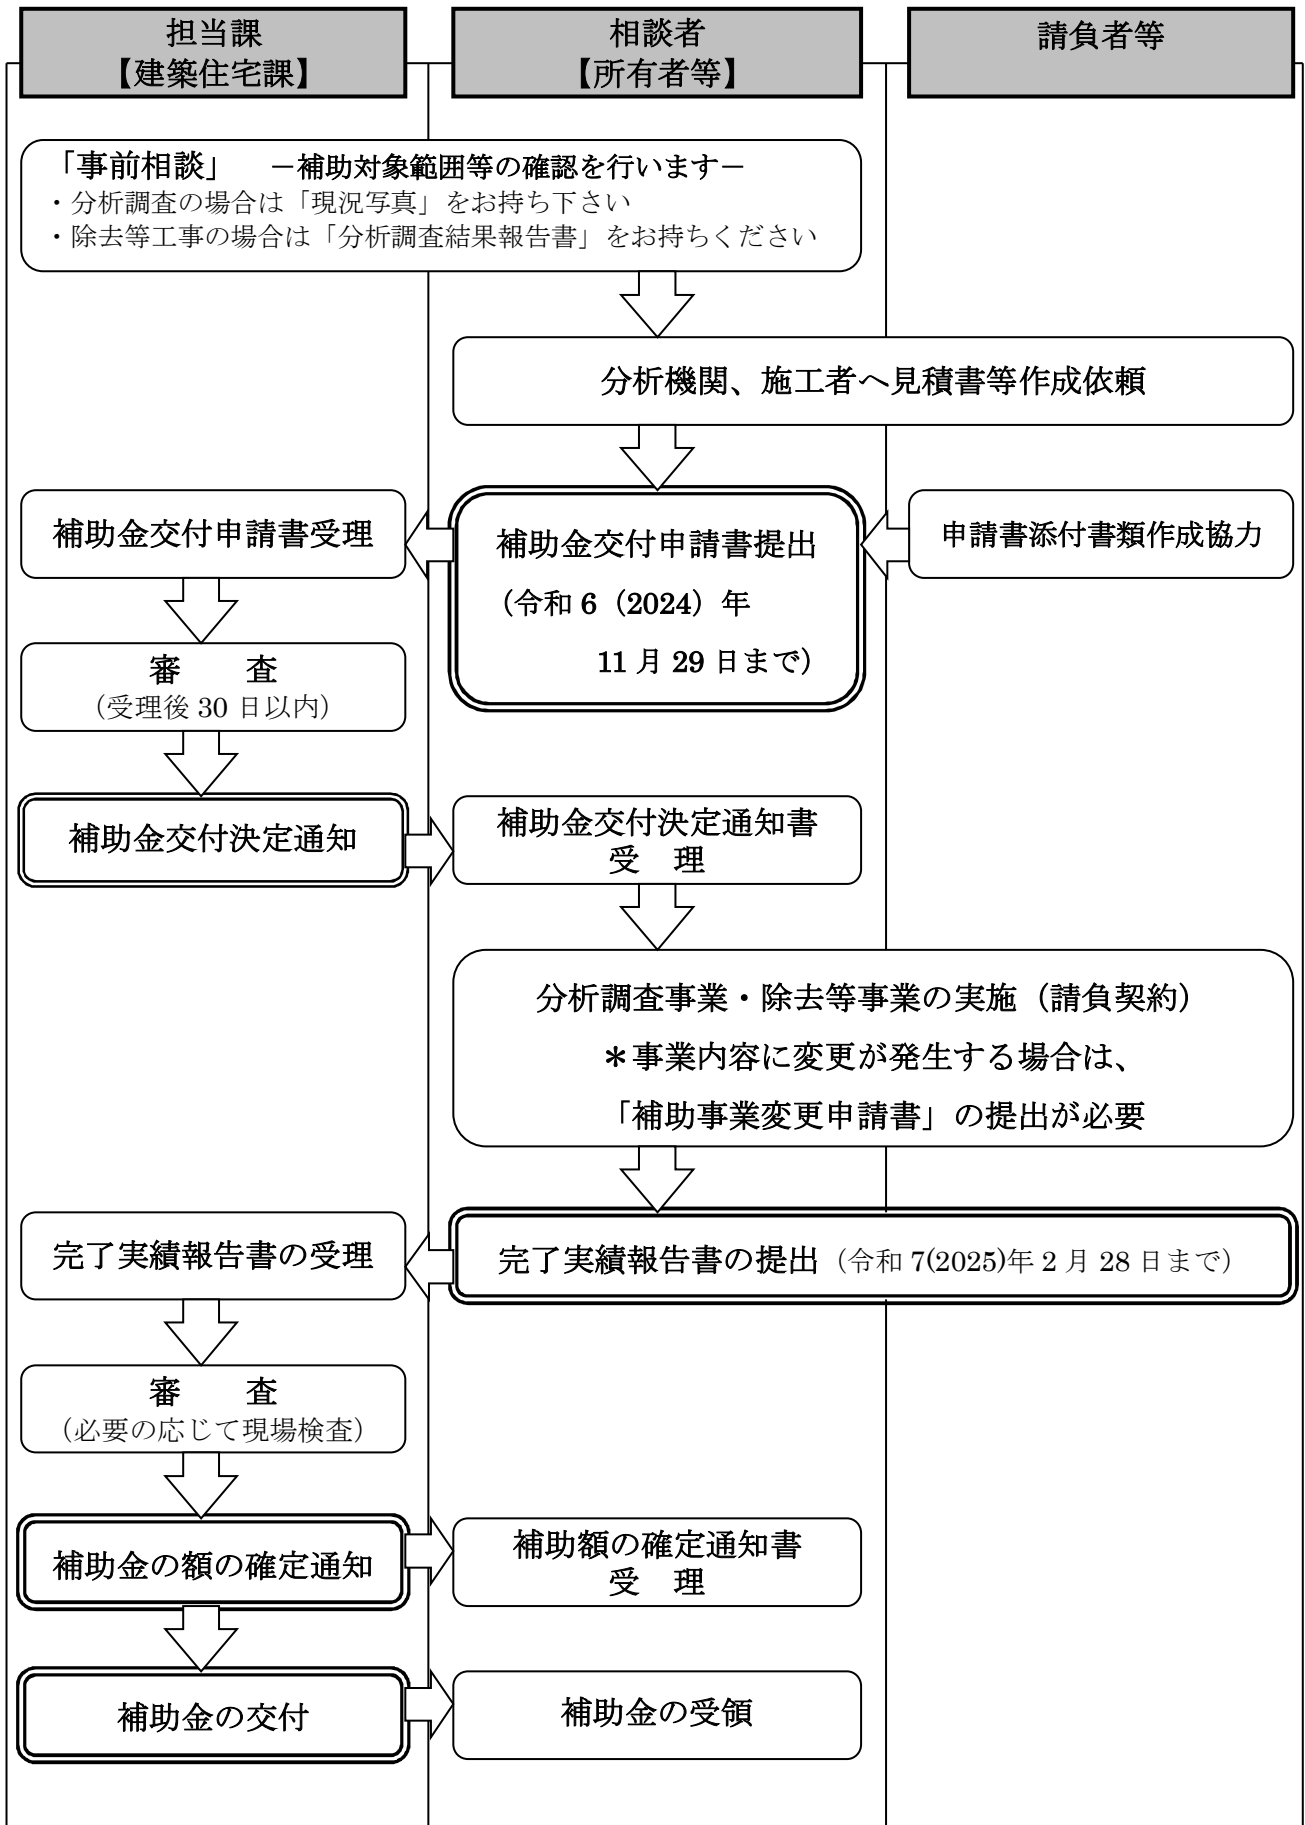 担当課
【建築住宅課】
相談者
【所有者等】
請負者等
「事前相談」　－補助対象範囲等の確認を行います－
・分析調査の場合は「現況写真」をお持ち下さい
・除去等工事の場合は「分析調査結果報告書」をお持ちください
分析機関、施工者へ見積書等作成依頼
補助金交付申請書受理
補助金交付申請書提出
（令和 6（2024）年
11 月 29 日まで）
申請書添付書類作成協力
審　　査
（受理後 30 日以内）
補助金交付決定通知
補助金交付決定通知書
受　理
分析調査事業・除去等事業の実施（請負契約）
＊事業内容に変更が発生する場合は、
「補助事業変更申請書」の提出が必要
完了実績報告書の受理
完了実績報告書の提出（令和 7(2025)年 2 月 28 日まで）
審　　査
（必要の応じて現場検査）
補助金の額の確定通知
補助額の確定通知書
受　理
補助金の交付
補助金の受領